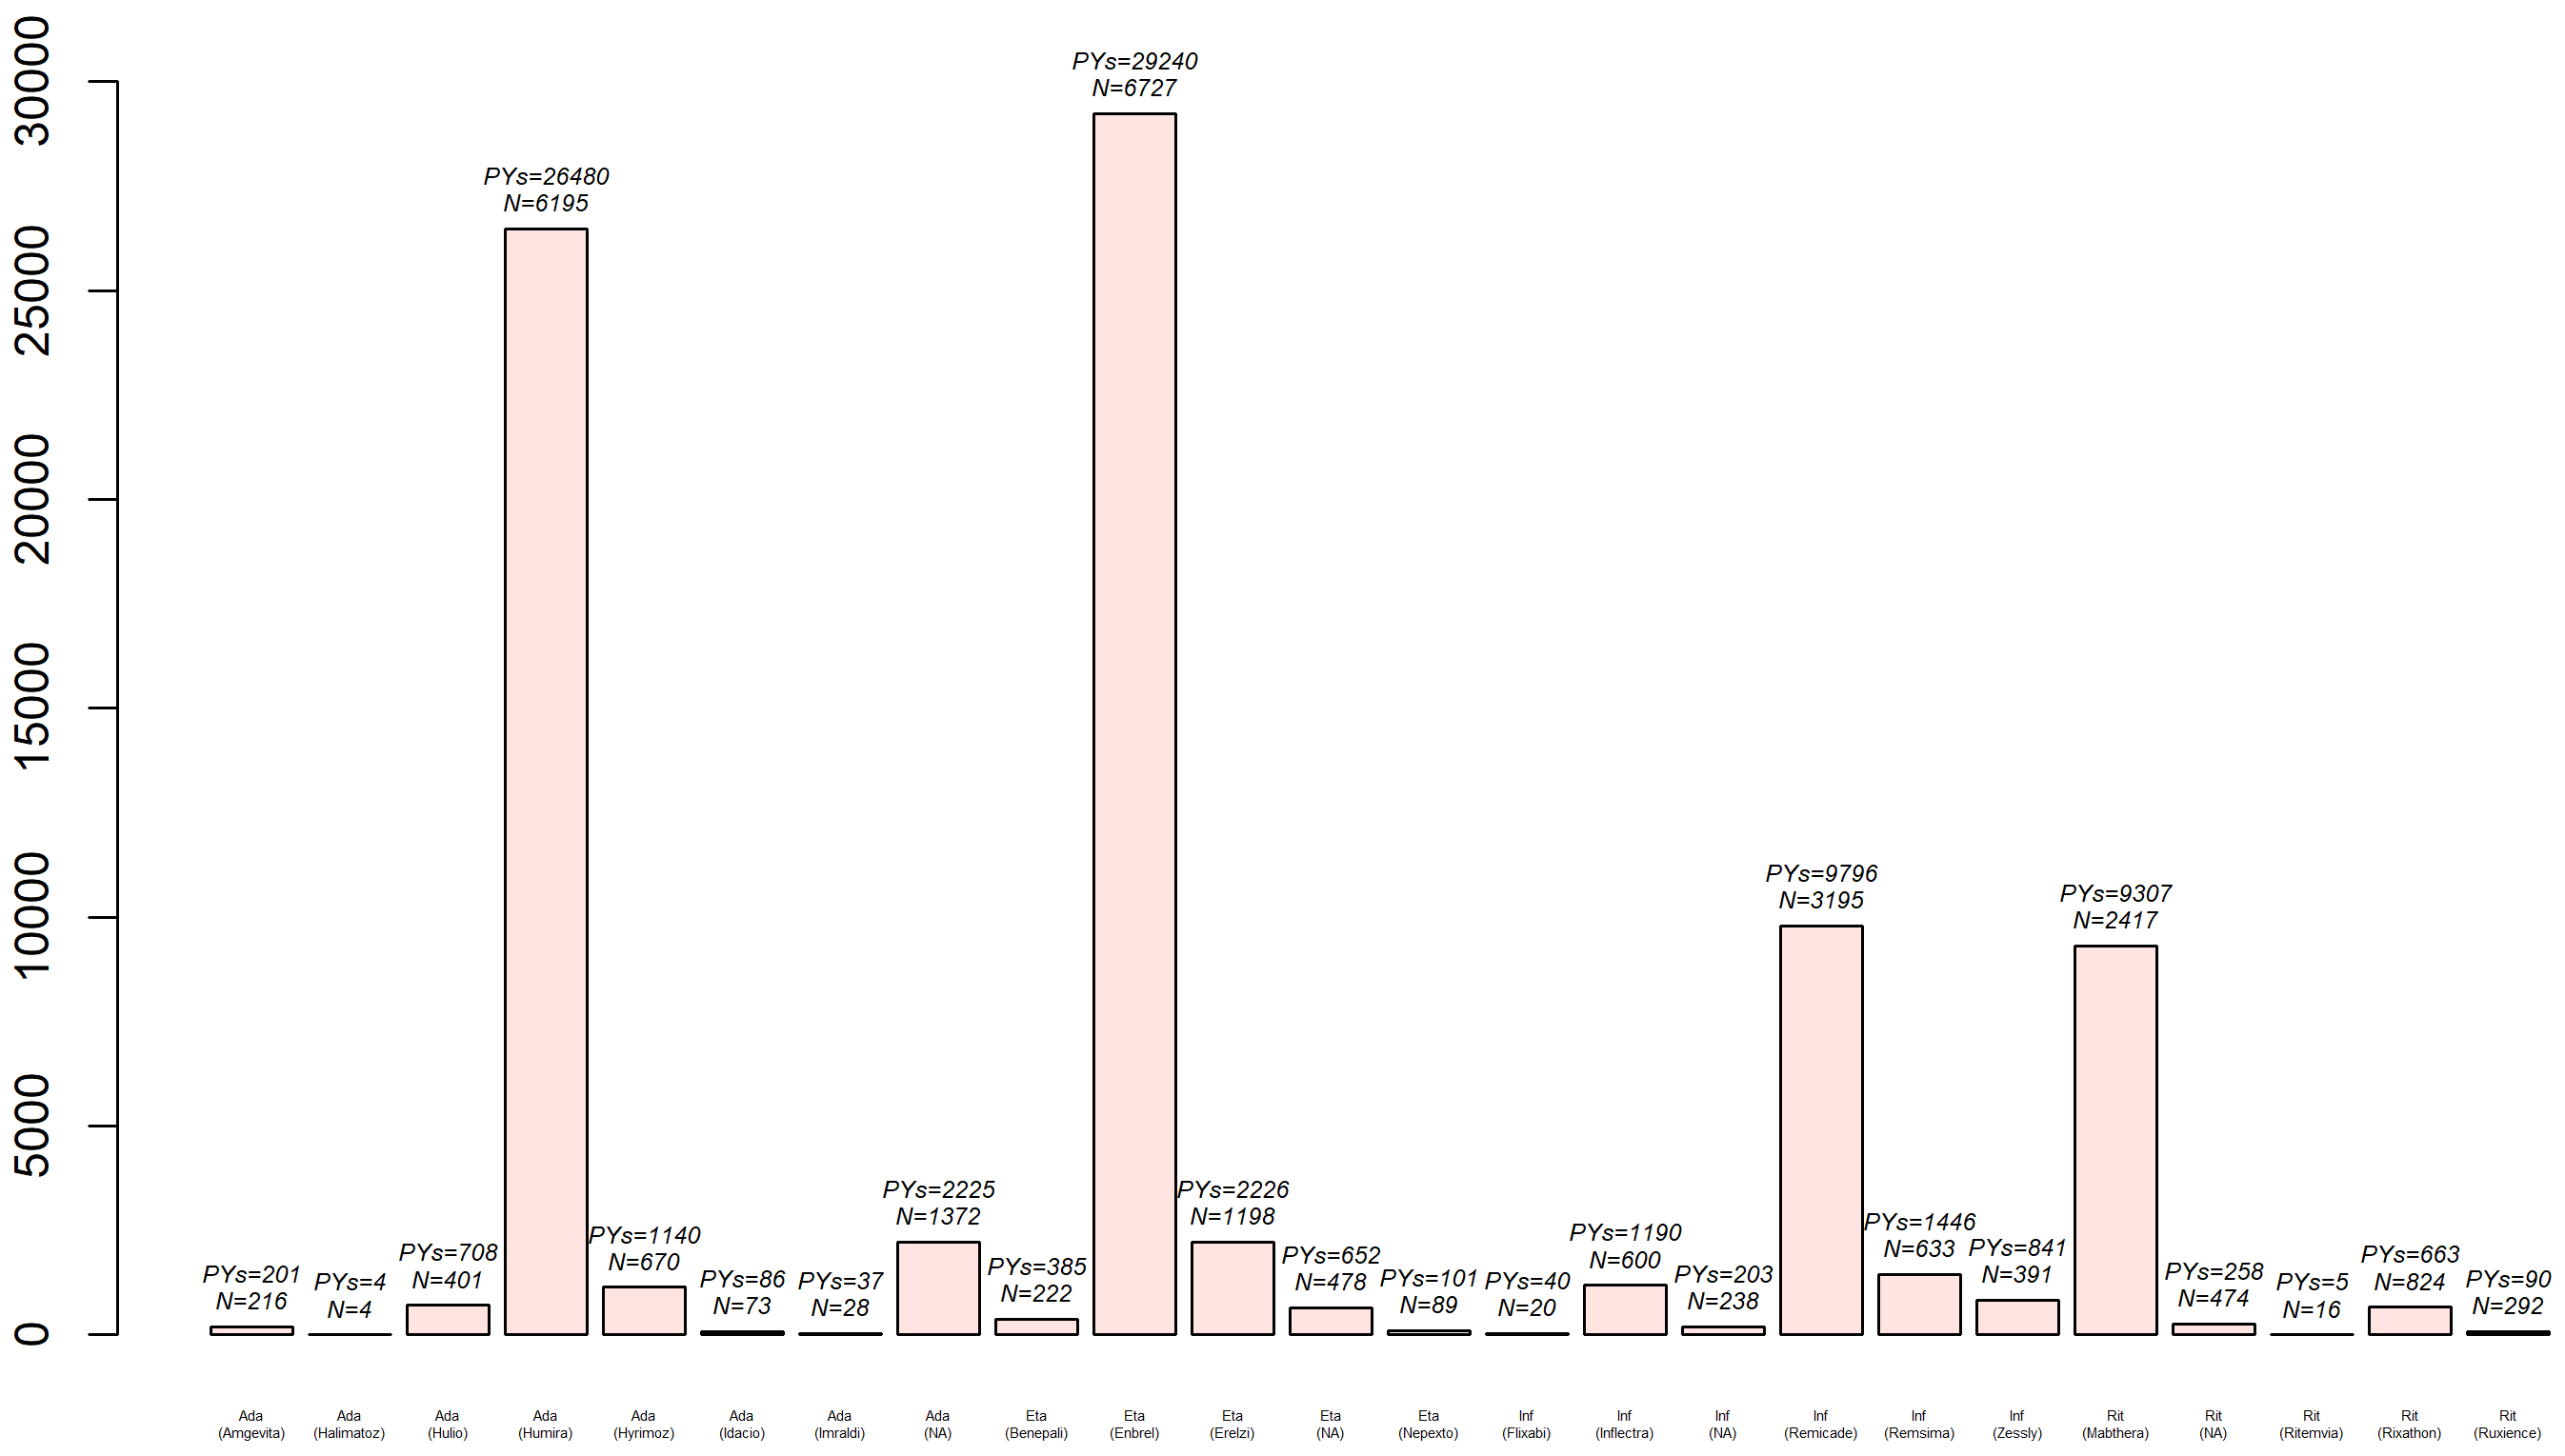 30000
25000
20000
15000
10000
5000
0
PYs=201
N=216
PYs=4
N=4
PYs=708
N=401
PYs=26480
N=6195
PYs=1140
N=670
PYs=86
N=73
PYs=37
N=28
PYs=2225
N=1372
PYs=385
N=222
PYs=29240
N=6727
PYs=2226
N=1198
PYs=652
N=478
PYs=101
N=89
PYs=40
N=20
PYs=1190
N=600
PYs=203
N=238
PYs=9796
N=3195
PYs=1446
N=633
PYs=841
N=391
PYs=9307
N=2417
PYs=258
N=474
PYs=5
N=16
PYs=663
N=824
PYs=90
N=292
Ada
(Amgevita)
Ada
(Halimatoz)
Ada
(Hulio)
Ada
(Humira)
Ada
(Hyrimoz)
Ada
(Idacio)
Ada
(Imraldi)
Ada
(NA)
Eta
(Benepali)
Eta
(Enbrel)
Eta
(Erelzi)
Eta
(NA)
Eta
(Nepexto)
Inf
(Flixabi)
Inf
(Inflectra)
Inf
(NA)
Inf
(Remicade)
Inf
(Remsima)
Inf
(Zessly)
Rit
(Mabthera)
Rit
(NA)
Rit
(Ritemvia)
Rit
(Rixathon)
Rit
(Ruxience)